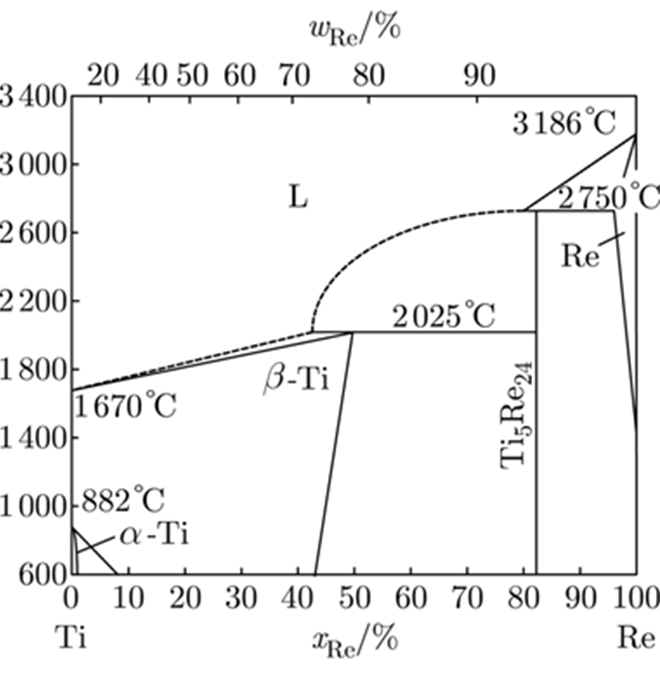 w_Re/%
20 40 50 60 70 80 90
3 400
3 186℃
3 000
L
2 750℃
2 600
Re
2 200
2 025℃
1 800
β-Ti
1 670℃
Ti₅Re₂₄
1 400
1 000
882℃
α-Ti
600
0 10 20 30 40 50 60 70 80 90 100
Ti x_Re/% Re